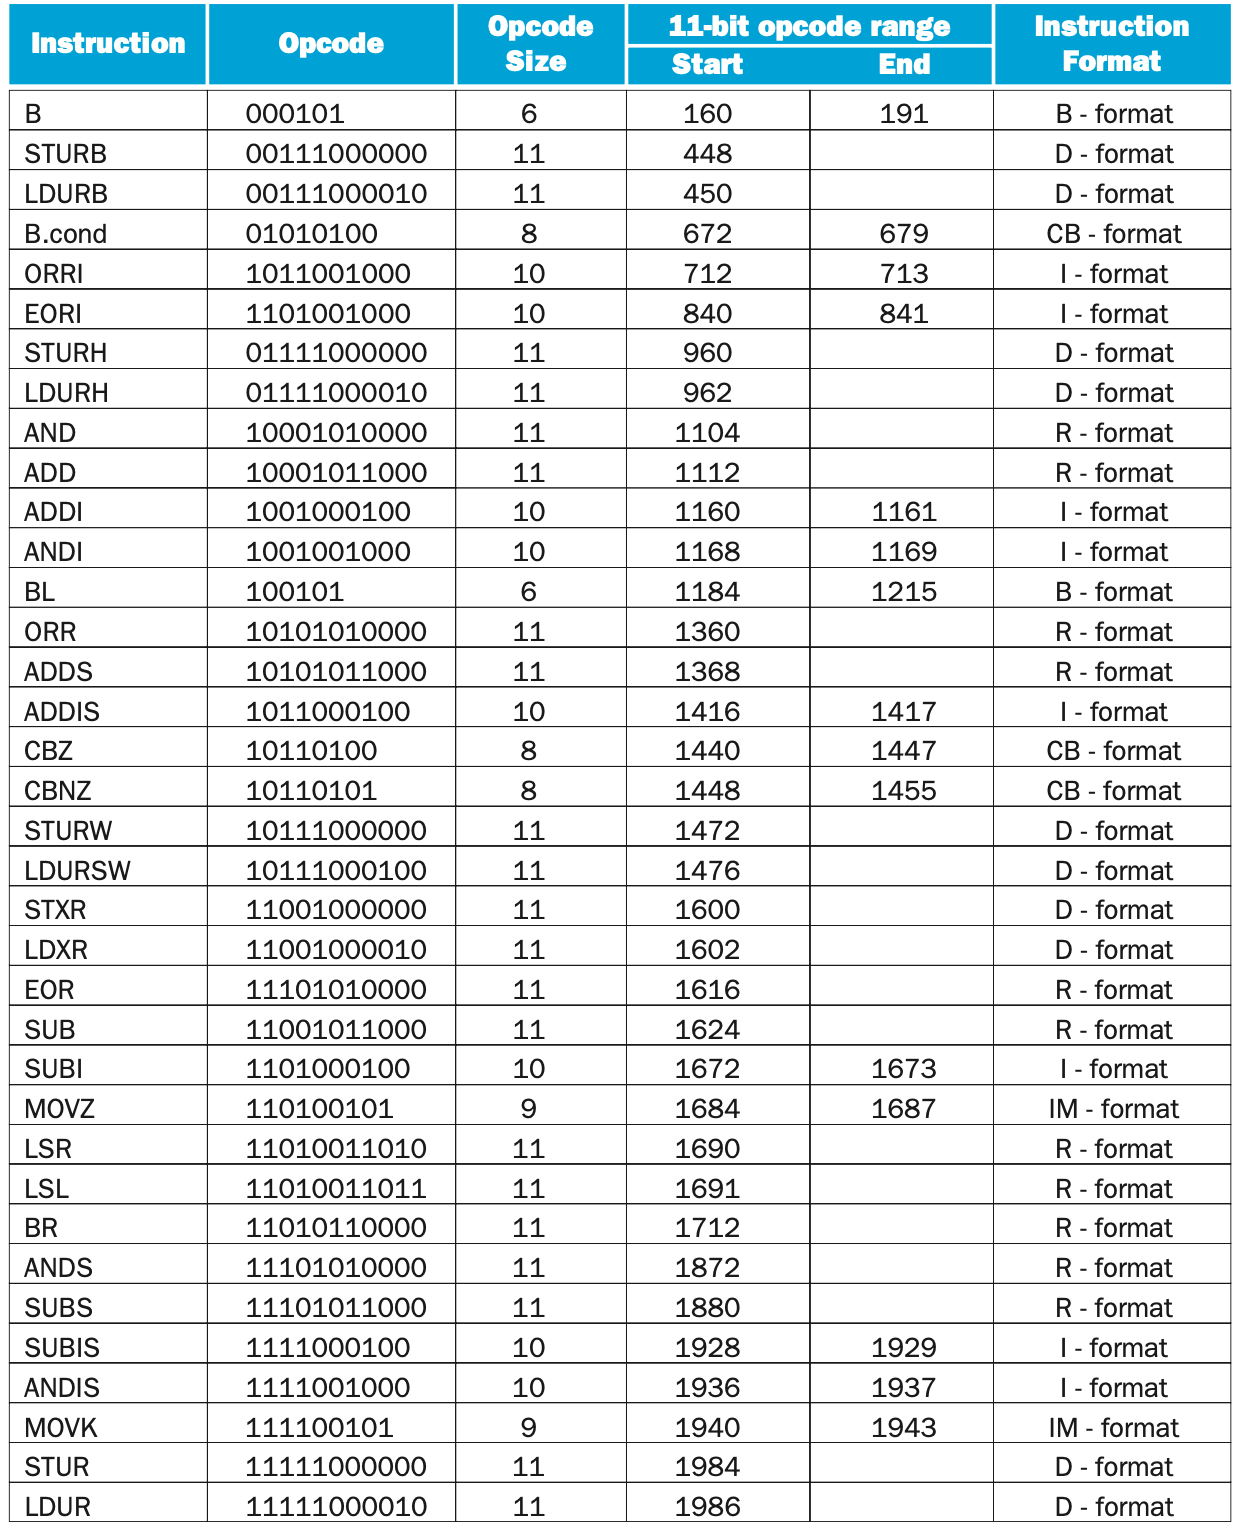 Instruction Opcode Opcode Size 11-bit opcode range Start End Instruction Format
B 000101 6 160 191 B - format
STURB 00111000000 11 448 D - format
LDURB 00111000010 11 450 D - format
B.cond 01010100 8 672 679 CB - format
ORRI 1011001000 10 712 713 I - format
EORI 1101001000 10 840 841 I - format
STURH 01111000000 11 960 D - format
LDURH 01111000010 11 962 D - format
AND 10001010000 11 1104 R - format
ADD 10001011000 11 1112 R - format
ADDI 1001000100 10 1160 1161 I - format
ANDI 1001001000 10 1168 1169 I - format
BL 100101 6 1184 1215 B - format
ORR 10101010000 11 1360 R - format
ADDS 10101011000 11 1368 R - format
ADDIS 1011000100 10 1416 1417 I - format
CBZ 10110100 8 1440 1447 CB - format
CBNZ 10110101 8 1448 1455 CB - format
STURW 10111000000 11 1472 D - format
LDURSW 10111000100 11 1476 D - format
STXR 11001000000 11 1600 D - format
LDXR 11001000010 11 1602 D - format
EOR 11101010000 11 1616 R - format
SUB 11001011000 11 1624 R - format
SUBI 1101000100 10 1672 1673 I - format
MOVZ 110100101 9 1684 1687 IM - format
LSR 11010011010 11 1690 R - format
LSL 11010011011 11 1691 R - format
BR 11010110000 11 1712 R - format
ANDS 11101010000 11 1872 R - format
SUBS 11101011000 11 1880 R - format
SUBIS 1111000100 10 1928 1929 I - format
ANDIS 1111001000 10 1936 1937 I - format
MOVK 111100101 9 1940 1943 IM - format
STUR 11111000000 11 1984 D - format
LDUR 11111000010 11 1986 D - format